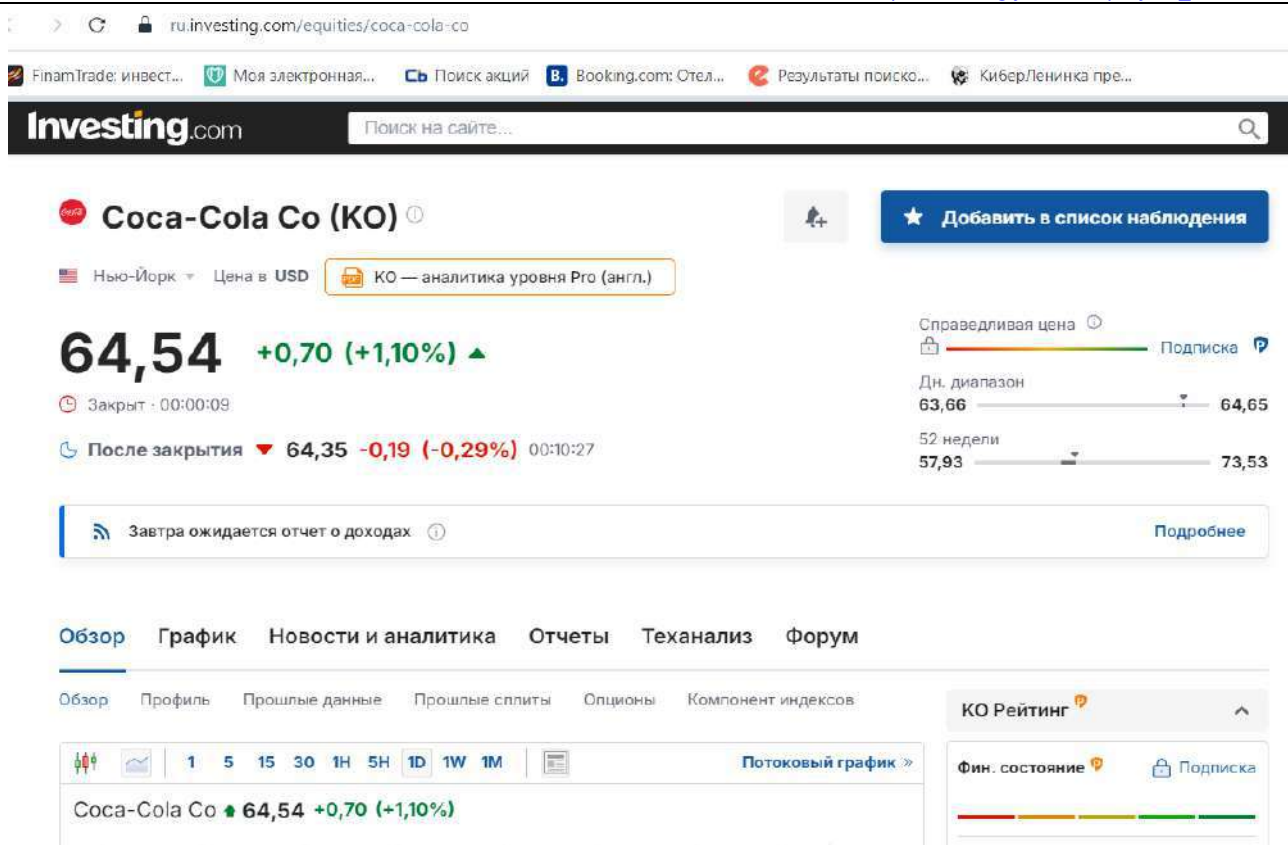 ru.investing.com/equities/coca-cola-co
FinamTrade: инвест... Моя электронная... Сь Поиск акций B. Booking.com: Отел... Результаты поиско... КиберЛенинка пре...
Investing.com Поиск на сайте...
Coca-Cola Co (KO) Добавить в список наблюдения
Нью-Йорк Цена в USD KO — аналитика уровня Pro (англ.)
64,54 +0,70 (+1,10%)
Справедливая цена
Подписка
Закрыт · 00:00:09
Дн. диапазон
63,66 64,65
После закрытия 64,35 -0,19 (-0,29%) 00:10:27
52 недели
57,93 73,53
Завтра ожидается отчет о доходах Подробнее
Обзор График Новости и аналитика Отчеты Теханализ Форум
Обзор Профиль Прошлые данные Прошлые сплиты Опционы Компонент индексов
KO Рейтинг
1 5 15 30 1H 5H 1D 1W 1M Потоковый график »
Фин. состояние Подписка
Coca-Cola Co 64,54 +0,70 (+1,10%)